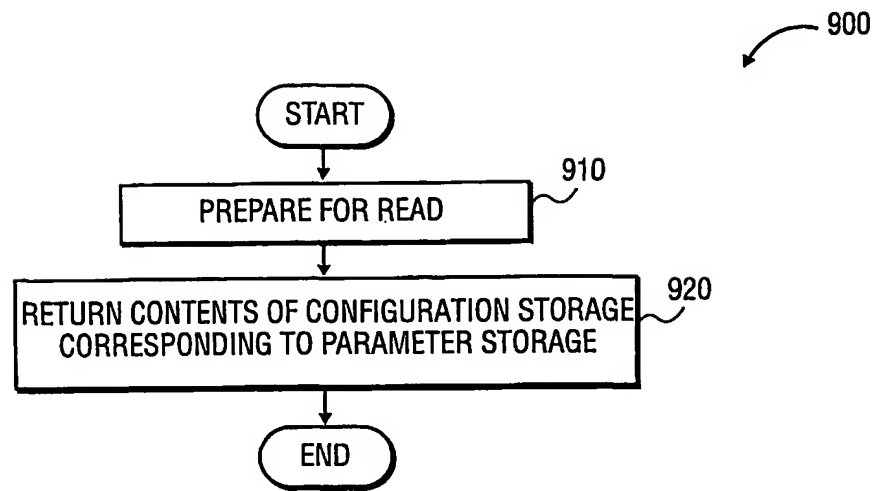 900
START
910
PREPARE FOR READ
920
RETURN CONTENTS OF CONFIGURATION STORAGE
CORRESPONDING TO PARAMETER STORAGE
END